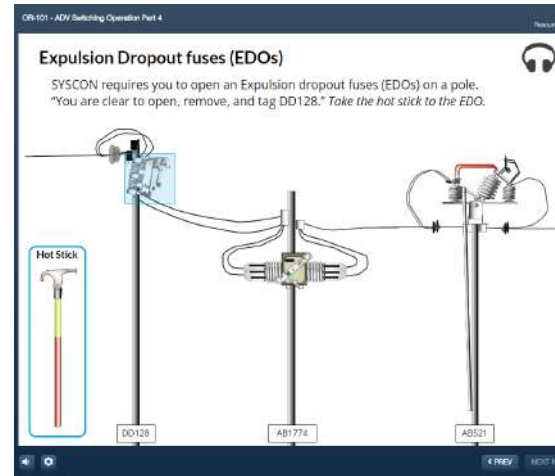 OR-101 - ADV Switching Operation Part 4
Expulsion Dropout fuses (EDOs)
SYSCON requires you to open an Expulsion dropout fuses (EDOs) on a pole.
"You are clear to open, remove, and tag DD128." Take the hot stick to the EDO.
Hot Stick
DD128
AB1774
AB521
PREV
NEXT